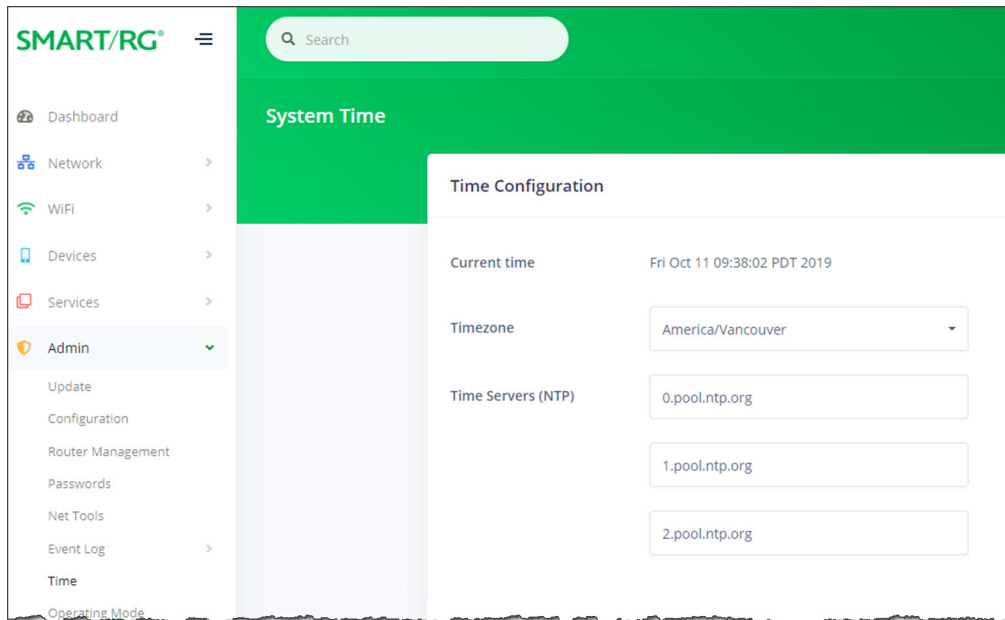 SMART/RG®
Search
Dashboard
Network
WiFi
Devices
Services
Admin
Update
Configuration
Router Management
Passwords
Net Tools
Event Log
Time
Operating Mode
System Time
Time Configuration
Current time Fri Oct 11 09:38:02 PDT 2019
Timezone America/Vancouver
Time Servers (NTP) 0.pool.ntp.org
1.pool.ntp.org
2.pool.ntp.org